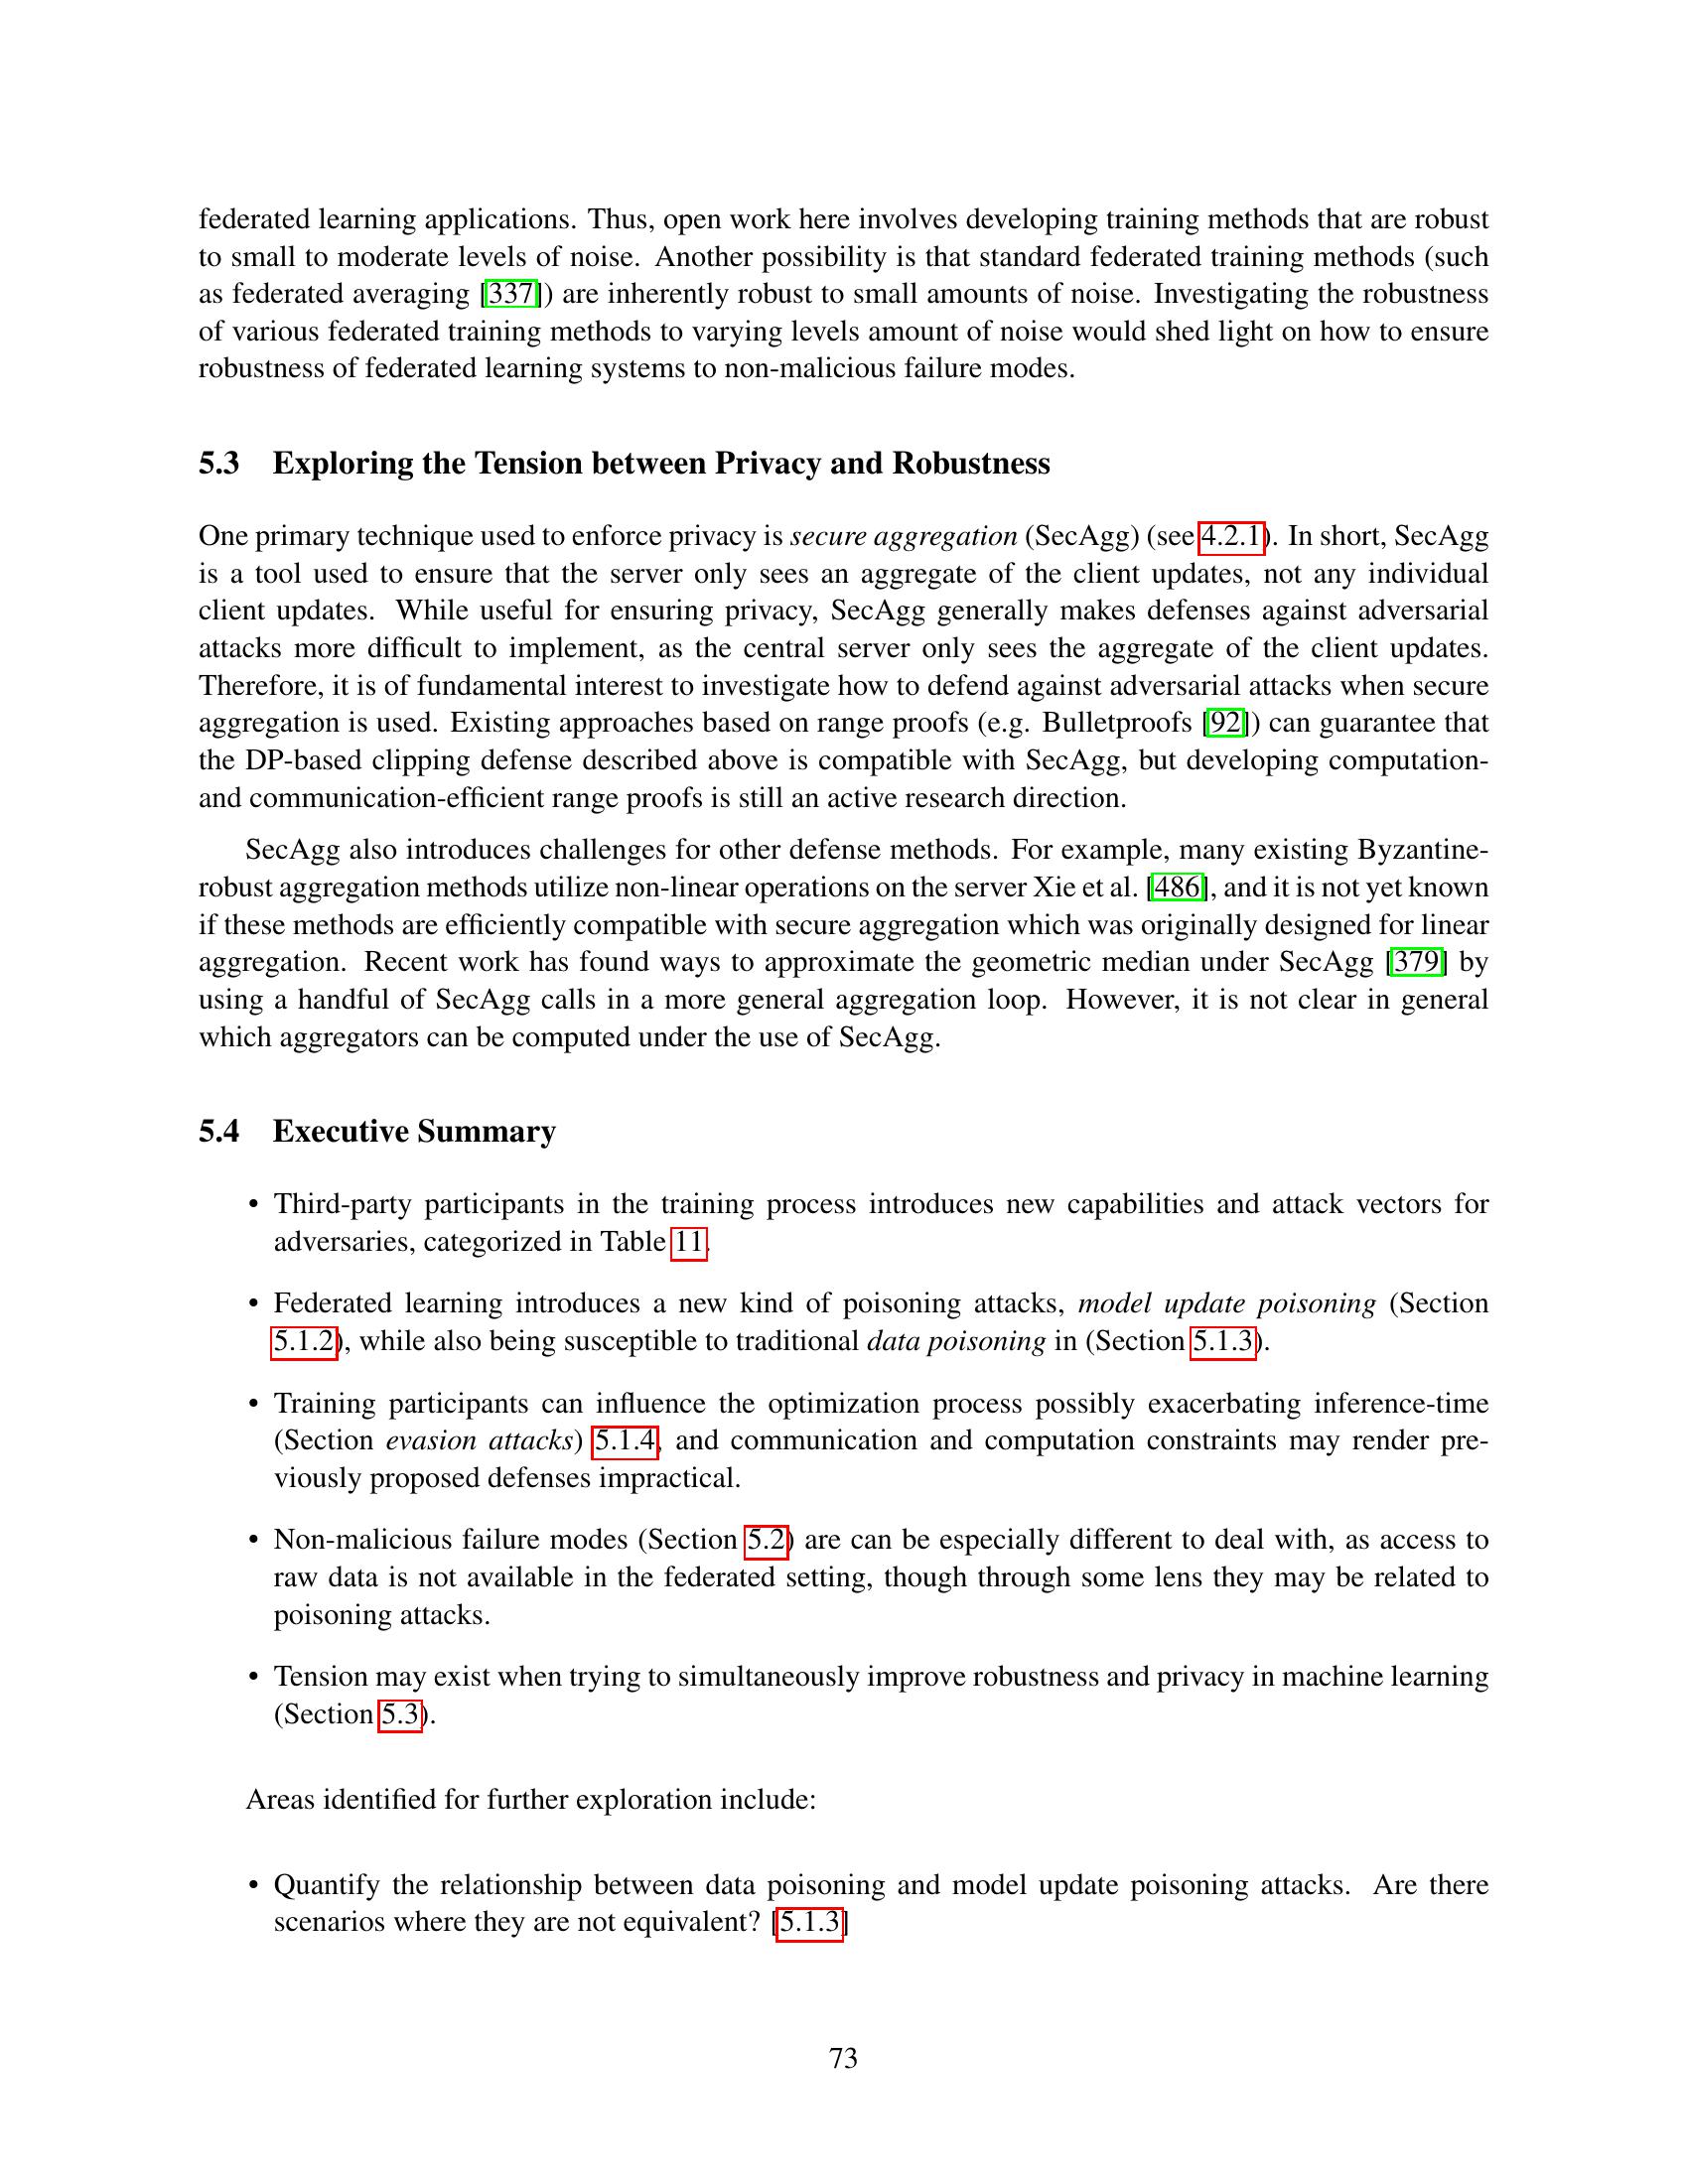 federated learning applications. Thus, open work here involves developing training methods that are robust
to small to moderate levels of noise. Another possibility is that standard federated training methods (such
as federated averaging [337]) are inherently robust to small amounts of noise. Investigating the robustness
of various federated training methods to varying levels amount of noise would shed light on how to ensure
robustness of federated learning systems to non-malicious failure modes.
5.3 Exploring the Tension between Privacy and Robustness
One primary technique used to enforce privacy is secure aggregation (SecAgg) (see 4.2.1). In short, SecAgg
is a tool used to ensure that the server only sees an aggregate of the client updates, not any individual
client updates. While useful for ensuring privacy, SecAgg generally makes defenses against adversarial
attacks more difficult to implement, as the central server only sees the aggregate of the client updates.
Therefore, it is of fundamental interest to investigate how to defend against adversarial attacks when secure
aggregation is used. Existing approaches based on range proofs (e.g. Bulletproofs [92]) can guarantee that
the DP-based clipping defense described above is compatible with SecAgg, but developing computation-
and communication-efficient range proofs is still an active research direction.
SecAgg also introduces challenges for other defense methods. For example, many existing Byzantine-
robust aggregation methods utilize non-linear operations on the server Xie et al. [486], and it is not yet known
if these methods are efficiently compatible with secure aggregation which was originally designed for linear
aggregation. Recent work has found ways to approximate the geometric median under SecAgg [379] by
using a handful of SecAgg calls in a more general aggregation loop. However, it is not clear in general
which aggregators can be computed under the use of SecAgg.
5.4 Executive Summary
• Third-party participants in the training process introduces new capabilities and attack vectors for
adversaries, categorized in Table 11.
• Federated learning introduces a new kind of poisoning attacks, model update poisoning (Section
5.1.2), while also being susceptible to traditional data poisoning in (Section 5.1.3).
• Training participants can influence the optimization process possibly exacerbating inference-time
(Section evasion attacks) 5.1.4, and communication and computation constraints may render pre-
viously proposed defenses impractical.
• Non-malicious failure modes (Section 5.2) are can be especially different to deal with, as access to
raw data is not available in the federated setting, though through some lens they may be related to
poisoning attacks.
• Tension may exist when trying to simultaneously improve robustness and privacy in machine learning
(Section 5.3).
Areas identified for further exploration include:
• Quantify the relationship between data poisoning and model update poisoning attacks. Are there
scenarios where they are not equivalent? [5.1.3]
73